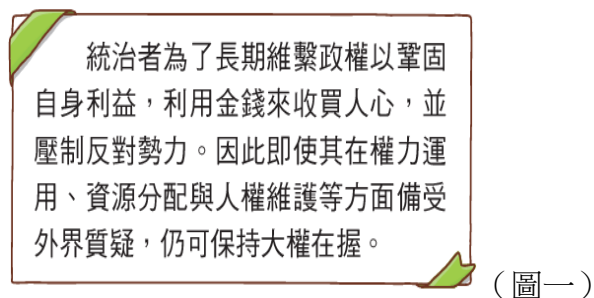 統治者為了長期維繫政權以鞏固
自身利益，利用金錢來收買人心，並
壓制反對勢力。因此即使其在權力運
用、資源分配與人權維護等方面備受
外界質疑，仍可保持大權在握。
（圖一）